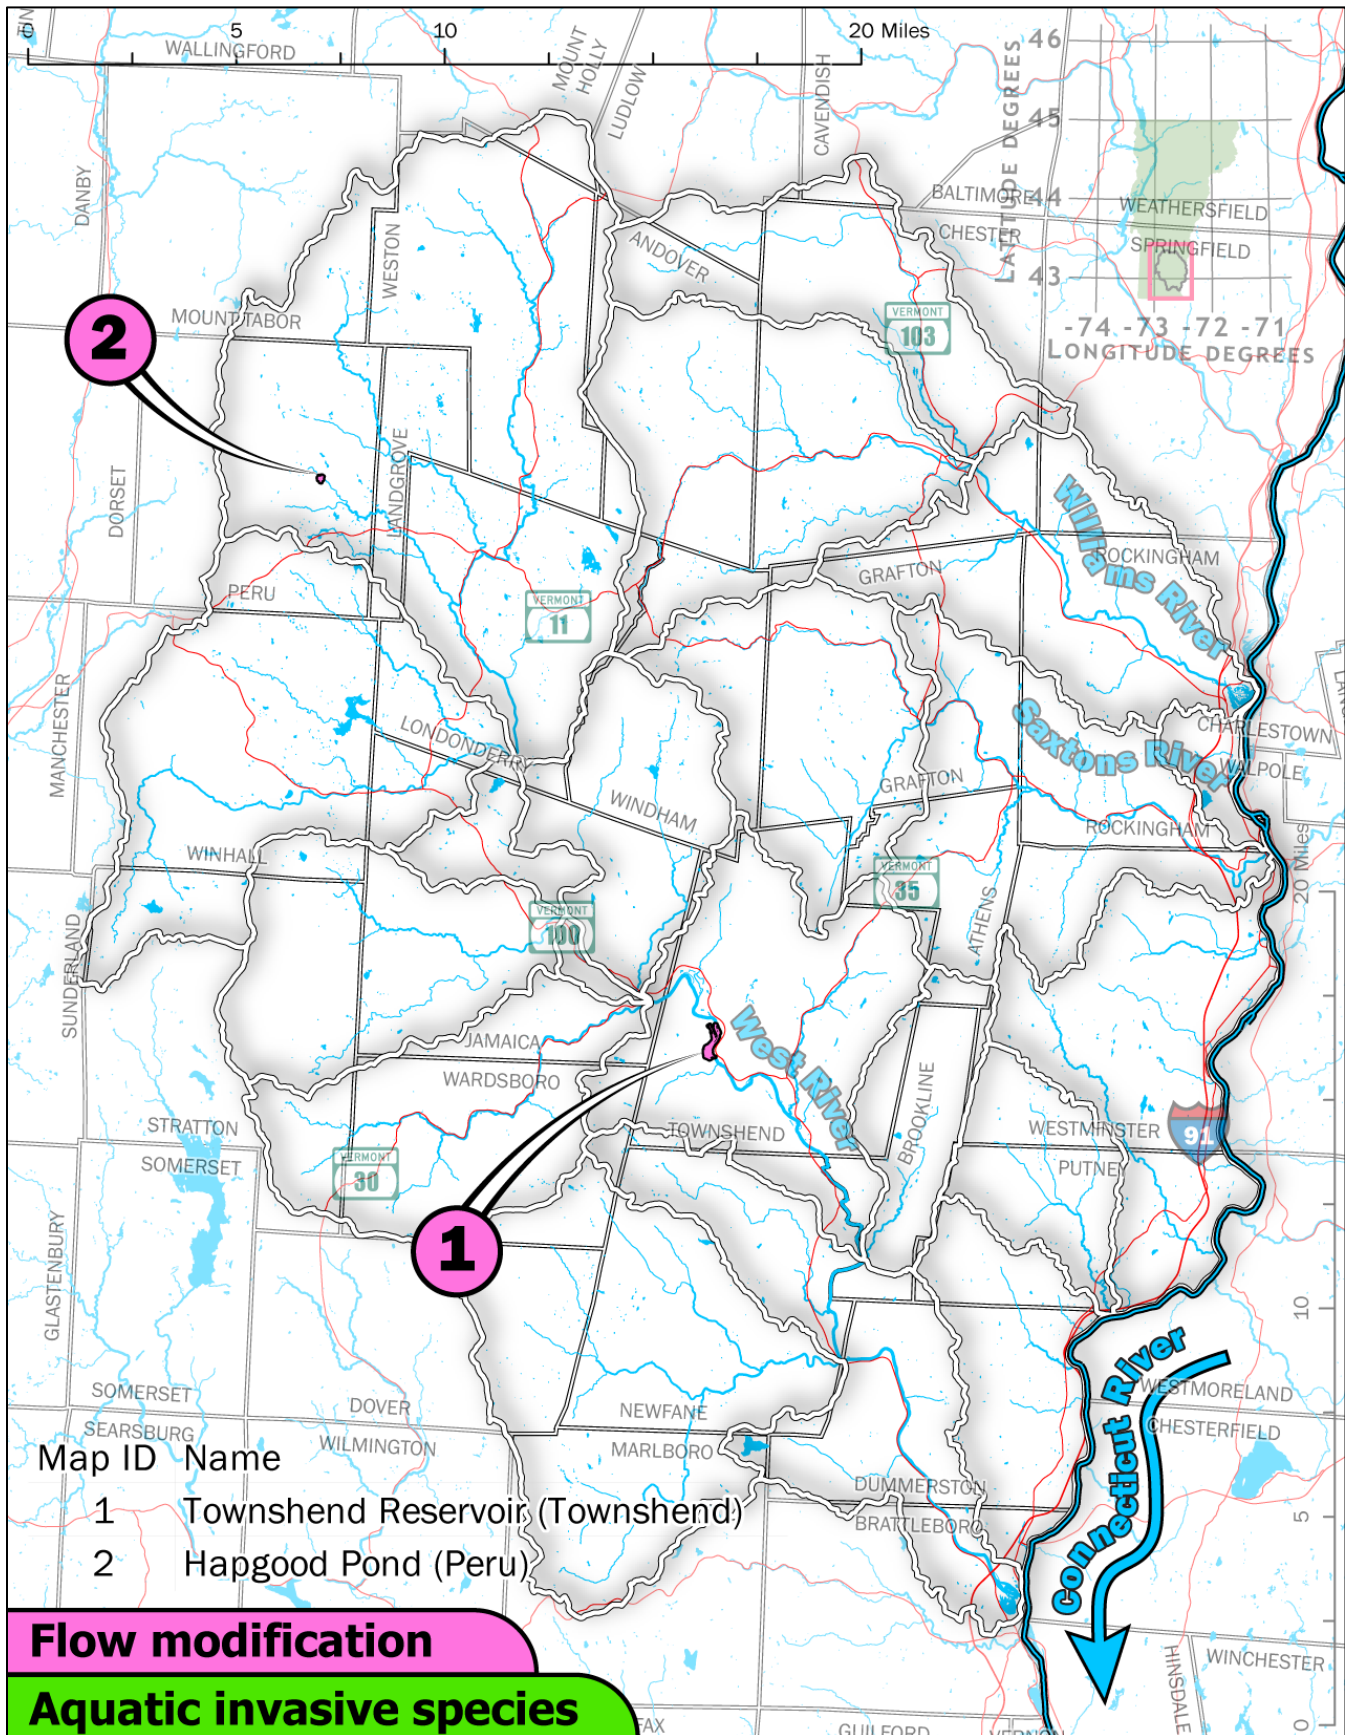 0
5
10
20 Miles
WALLINGFORD
MOUNT
HOLLY
LUDLOW
CAVENDISH
LATITUDE DEGREES
46
45
44
43
BALTIMORE
WEATHERSFIELD
CHESTER
SPRINGFIELD
-74 -73 -72 -71
LONGITUDE DEGREES
DANBY
WESTON
ANDOVER
MOUNT TABOR
2
VERMONT
103
DORSET
LANDGROVE
Williams River
ROCKINGHAM
GRAFTON
PERU
VERMONT
11
MANCHESTER
Saxtons River
CHARLESTOWN
LONDONDERRY
WALPOLE
GRAFTON
WINDHAM
ROCKINGHAM
WINHALL
VERMONT
35
20 Miles
VERMONT
100
ATHENS
SUNDERLAND
West River
JAMAICA
WARDSBORO
BROOKLINE
STRATTON
TOWNSHEND
WESTMINSTER
91
SOMERSET
PUTNEY
VERMONT
30
GLASTENBURY
1
10
Connecticut River
SOMERSET
WESTMORELAND
DOVER
NEWFANE
CHESTERFIELD
SEARSBURG
WILMINGTON
MARLBORO
Map ID Name
DUMMERSTON
1 Townshend Reservoir (Townshend)
BRATTLEBORO
5
2 Hapgood Pond (Peru)
Flow modification
WINCHESTER
HINSDALE
Aquatic invasive species
GUILFORD
VERNON
0